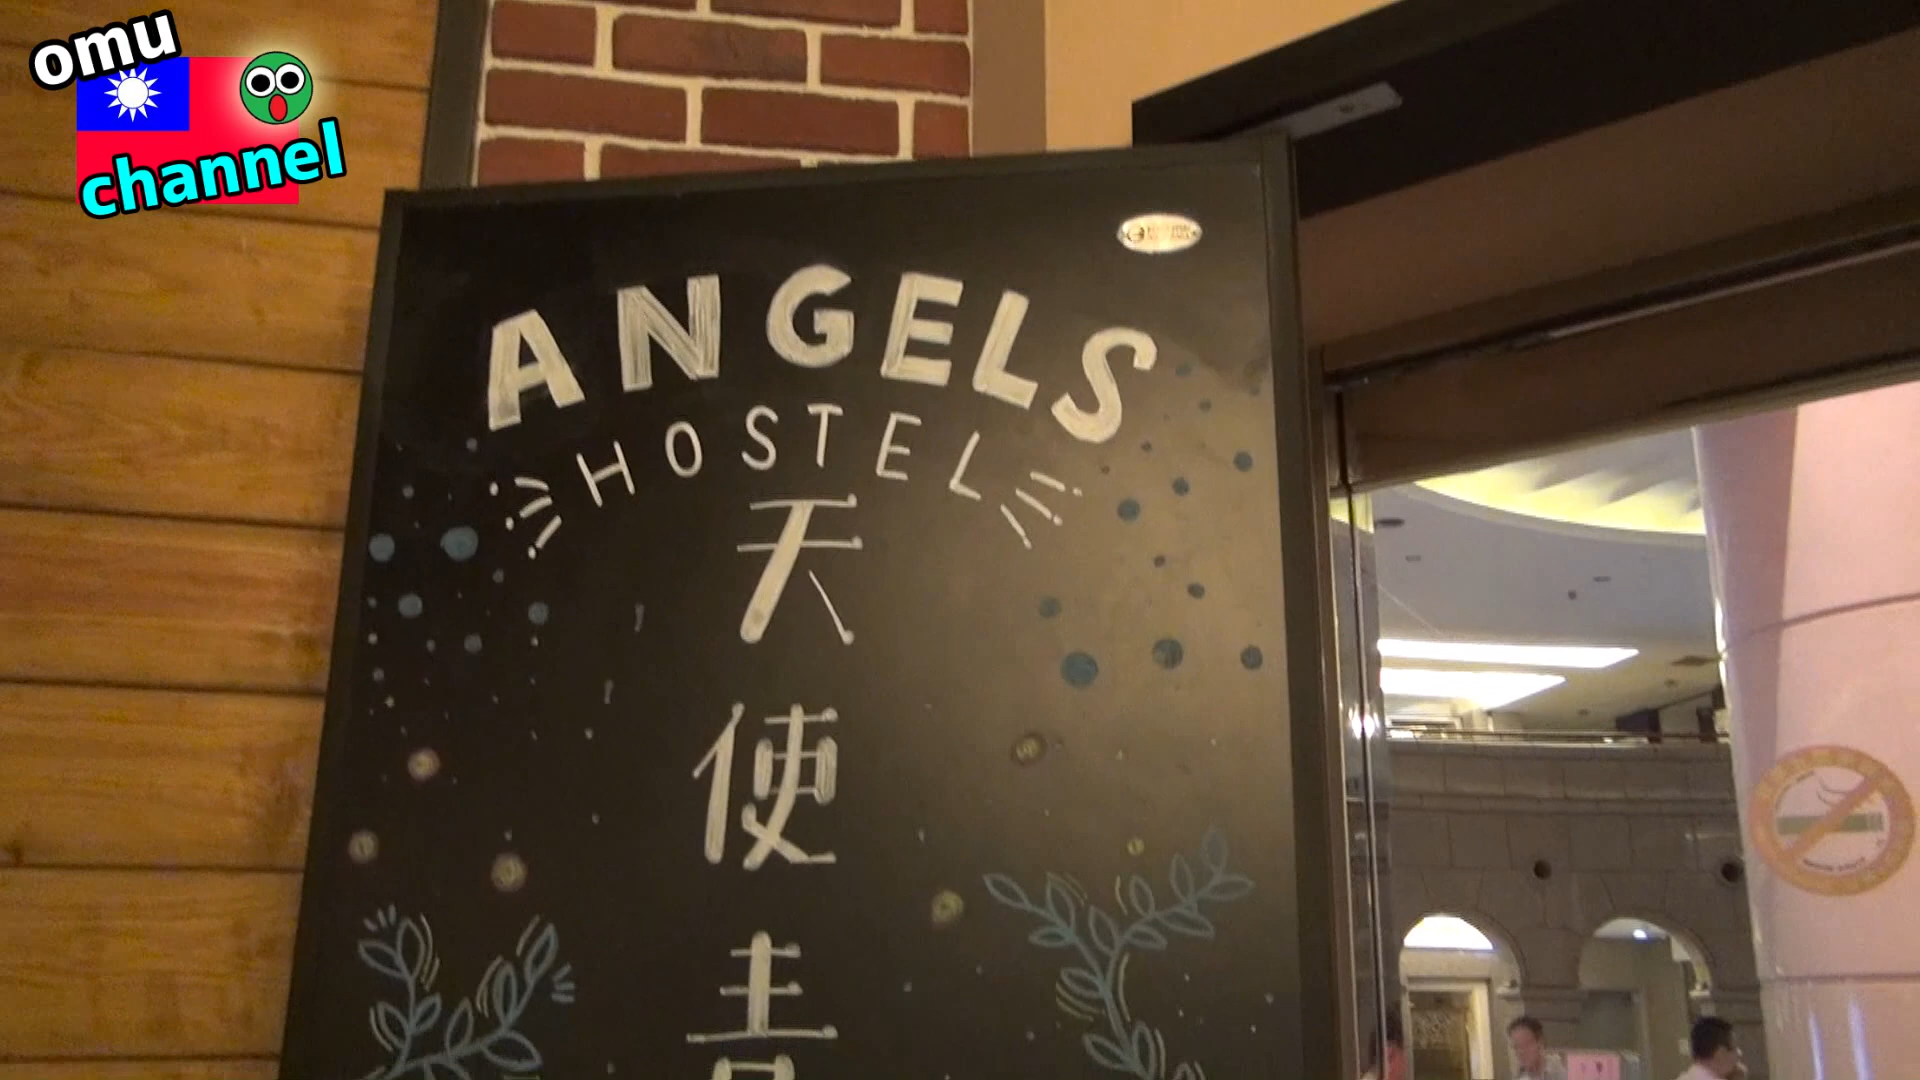 omu
channel
ANGELS
HOSTEL
天
使